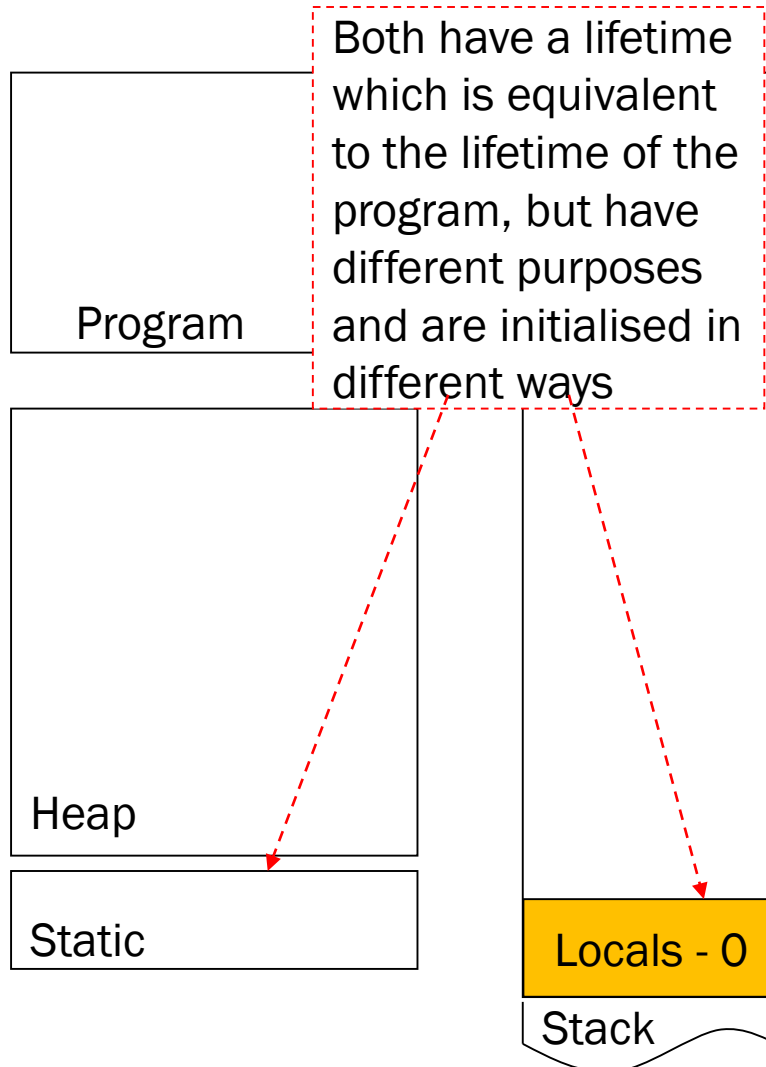 Both have a lifetime
which is equivalent
to the lifetime of the
program, but have
different purposes
and are initialised in
different ways
Program
Heap
Static
Locals - 0
Stack